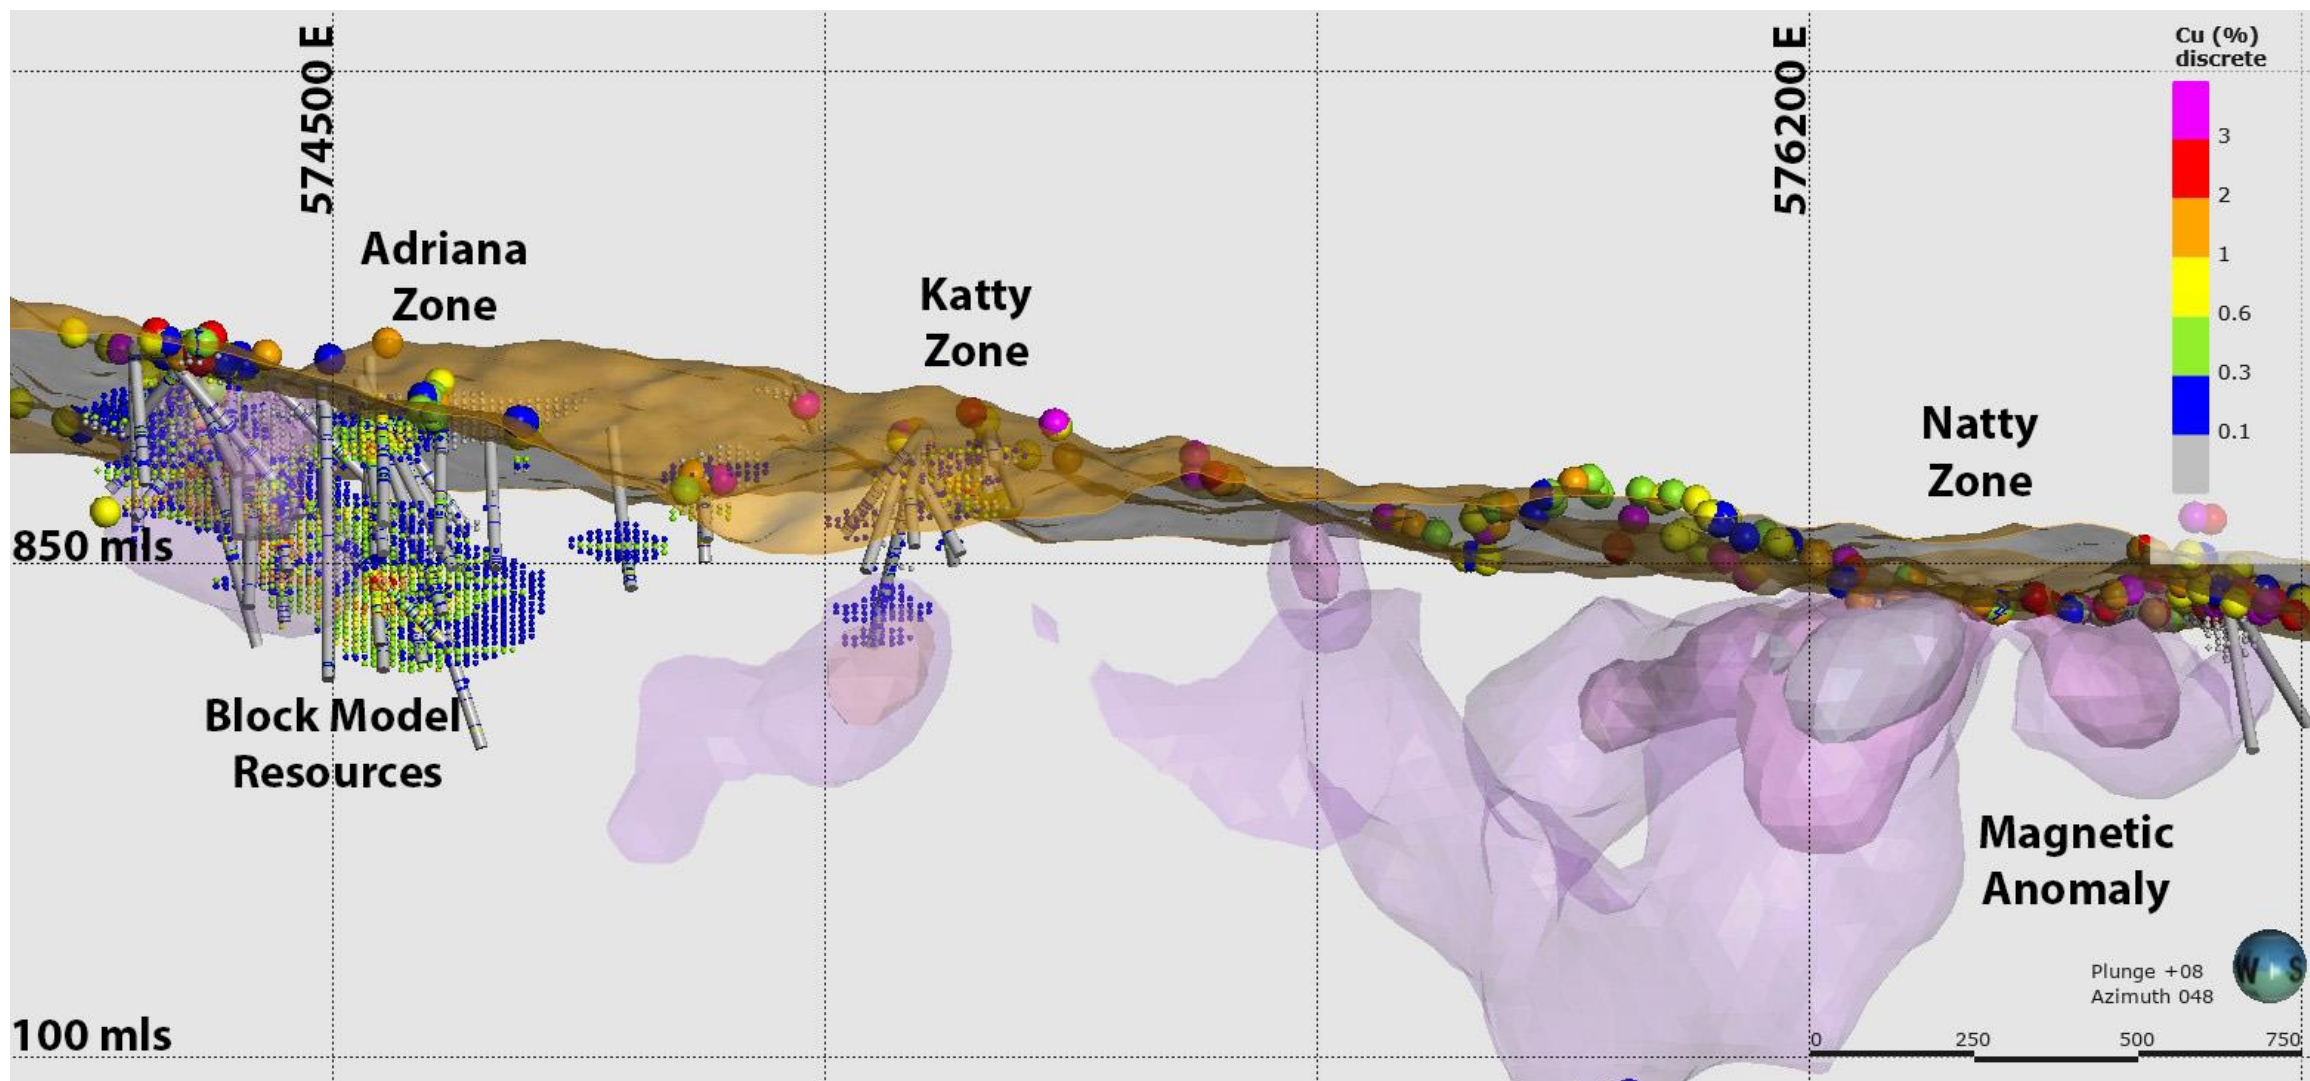 574500 E
576200 E
Cu (%)
discrete
3
2
1
0.6
0.3
0.1
Adriana
Zone
Katty
Zone
Natty
Zone
850 mls
Block Model
Resources
Magnetic
Anomaly
Plunge +08
Azimuth 048
W S
100 mls
0 250 500 750